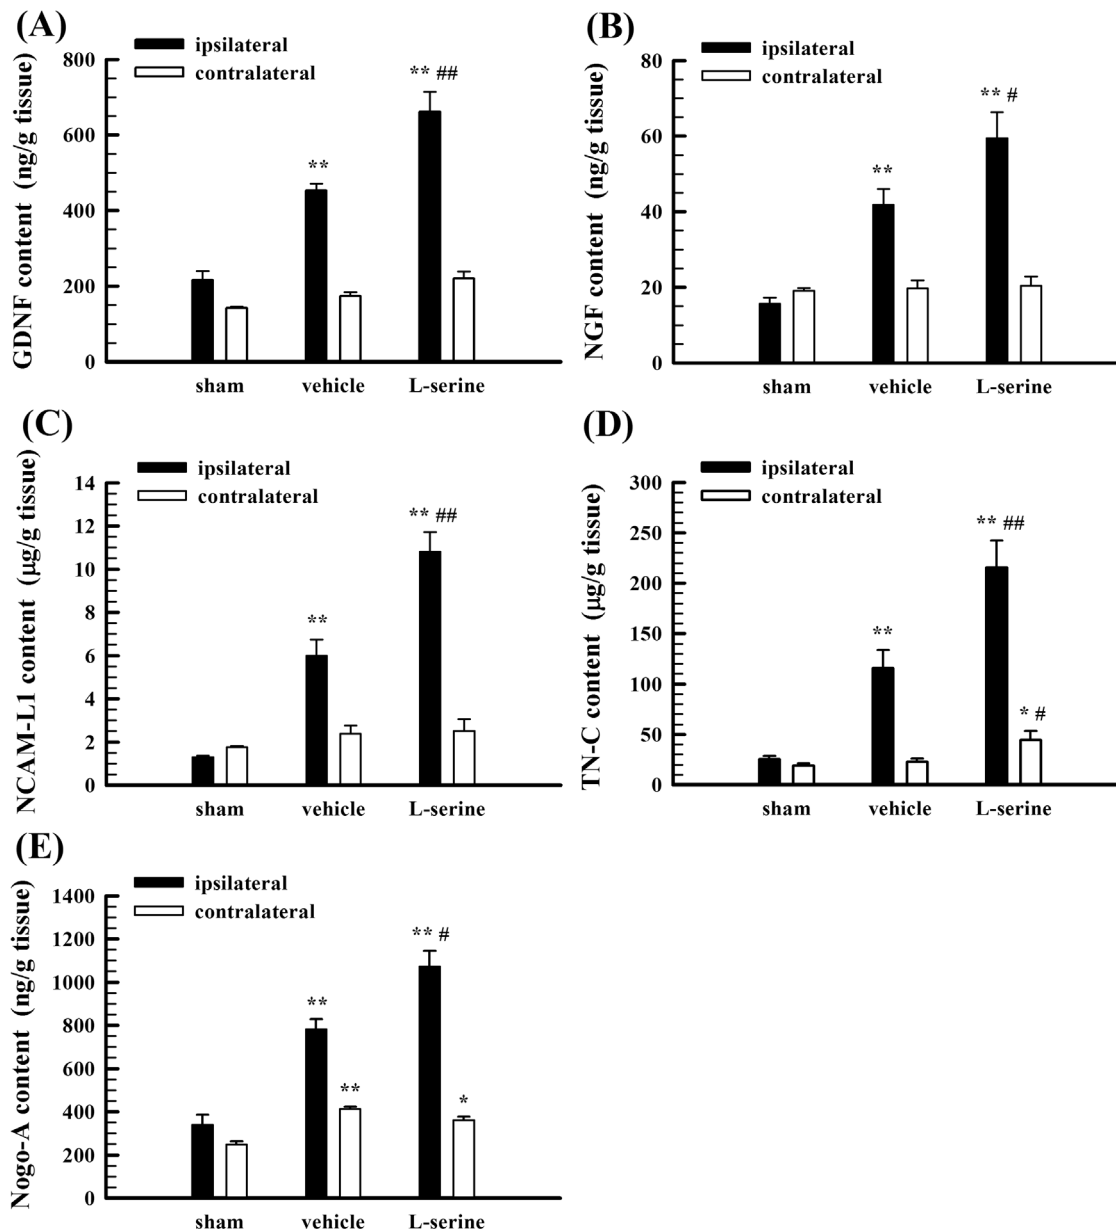 (A)
ipsilateral
contralateral
GDNF content (ng/g tissue)
800
600
400
200
0
**
** ##
sham
vehicle
L-serine
(B)
ipsilateral
contralateral
NGF content (ng/g tissue)
80
60
40
20
0
**
** #
sham
vehicle
L-serine
(C)
ipsilateral
contralateral
NCAM-L1 content (μg/g tissue)
14
12
10
8
6
4
2
0
**
** ##
sham
vehicle
L-serine
(D)
ipsilateral
contralateral
TN-C content (μg/g tissue)
300
250
200
150
100
50
0
**
** ##
* #
sham
vehicle
L-serine
(E)
ipsilateral
contralateral
Nogo-A content (ng/g tissue)
1400
1200
1000
800
600
400
200
0
**
**
** #
*
sham
vehicle
L-serine